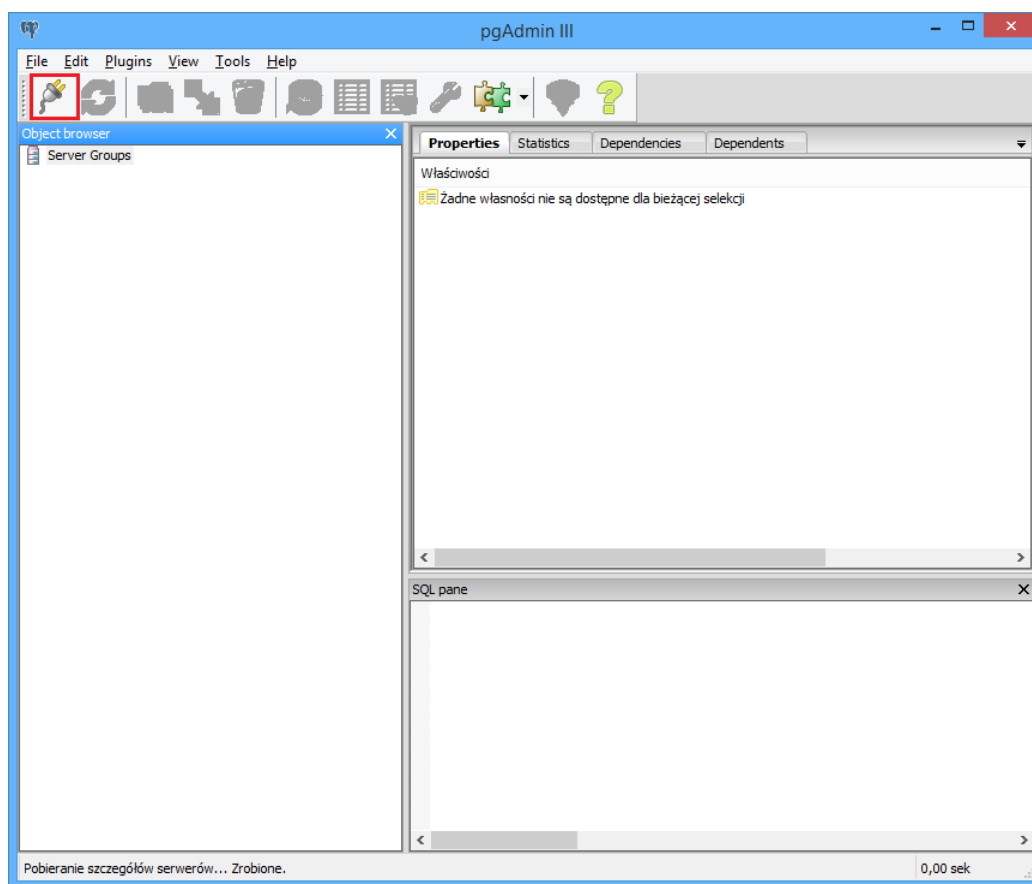 pgAdmin III
File Edit Plugins View Tools Help
Object browser
Server Groups
Properties Statistics Dependencies Dependents
Właściwości
Żadne własności nie są dostępne dla bieżącej selekcji
SQL pane
Pobieranie szczegółów serwerów... Zrobione.
0,00 sek